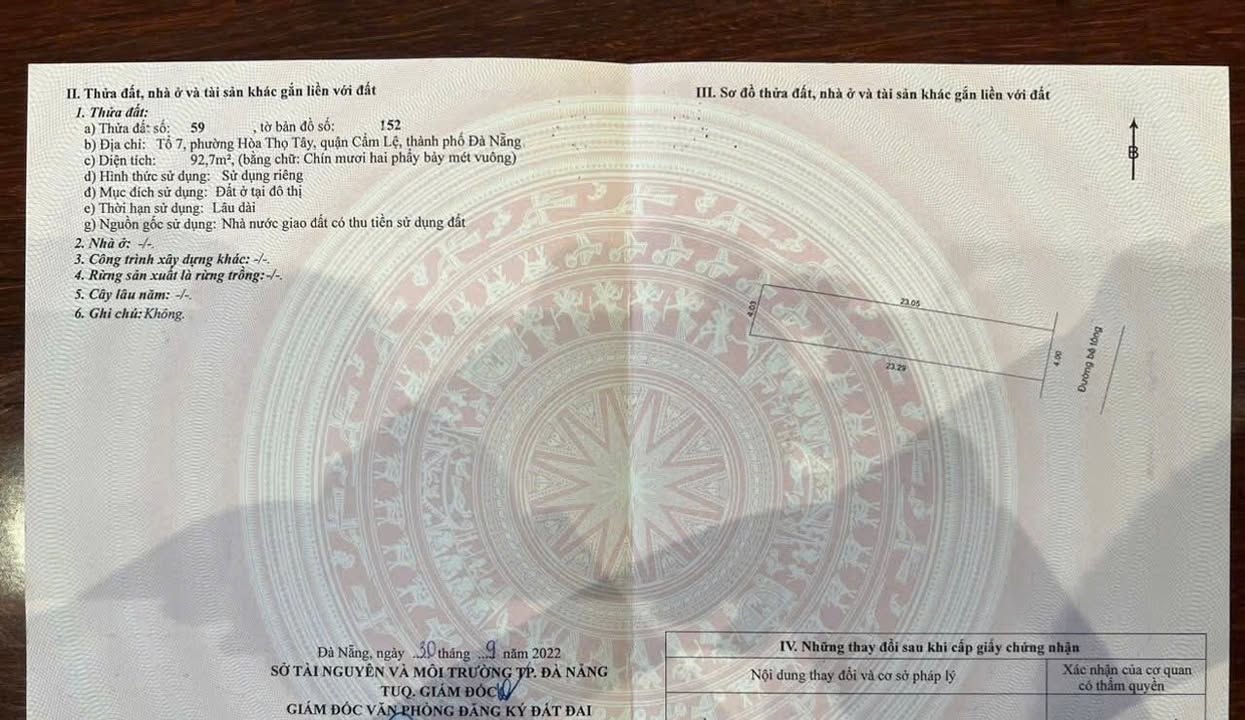 II. Thửa đất, nhà ở và tài sản khác gắn liền với đất
1. Thửa đất:
a) Thửa đất số: 59 , tờ bản đồ số: 152
b) Địa chỉ: Tổ 7, phường Hòa Thọ Tây, quận Cẩm Lệ, thành phố Đà Nẵng
c) Diện tích: 92,7m², (bằng chữ: Chín mươi hai phẩy bảy mét vuông)
d) Hình thức sử dụng: Sử dụng riêng
đ) Mục đích sử dụng: Đất ở tại đô thị
e) Thời hạn sử dụng: Lâu dài
g) Nguồn gốc sử dụng: Nhà nước giao đất có thu tiền sử dụng đất
2. Nhà ở: -/-.
3. Công trình xây dựng khác: -/-.
4. Rừng sản xuất là rừng trồng:-/-.
5. Cây lâu năm: -/-.
6. Ghi chú: Không.
Đà Nẵng, ngày 30 tháng 9 năm 2022
SỞ TÀI NGUYÊN VÀ MÔI TRƯỜNG TP. ĐÀ NẴNG
TUQ. GIÁM ĐỐC
GIÁM ĐỐC VĂN PHÒNG ĐĂNG KÝ ĐẤT ĐAI
III. Sơ đồ thửa đất, nhà ở và tài sản khác gắn liền với đất
B
23.05
4.03
4.00
23.29
Đường bê tông
IV. Những thay đổi sau khi cấp giấy chứng nhận
Nội dung thay đổi và cơ sở pháp lý
Xác nhận của cơ quan
có thẩm quyền